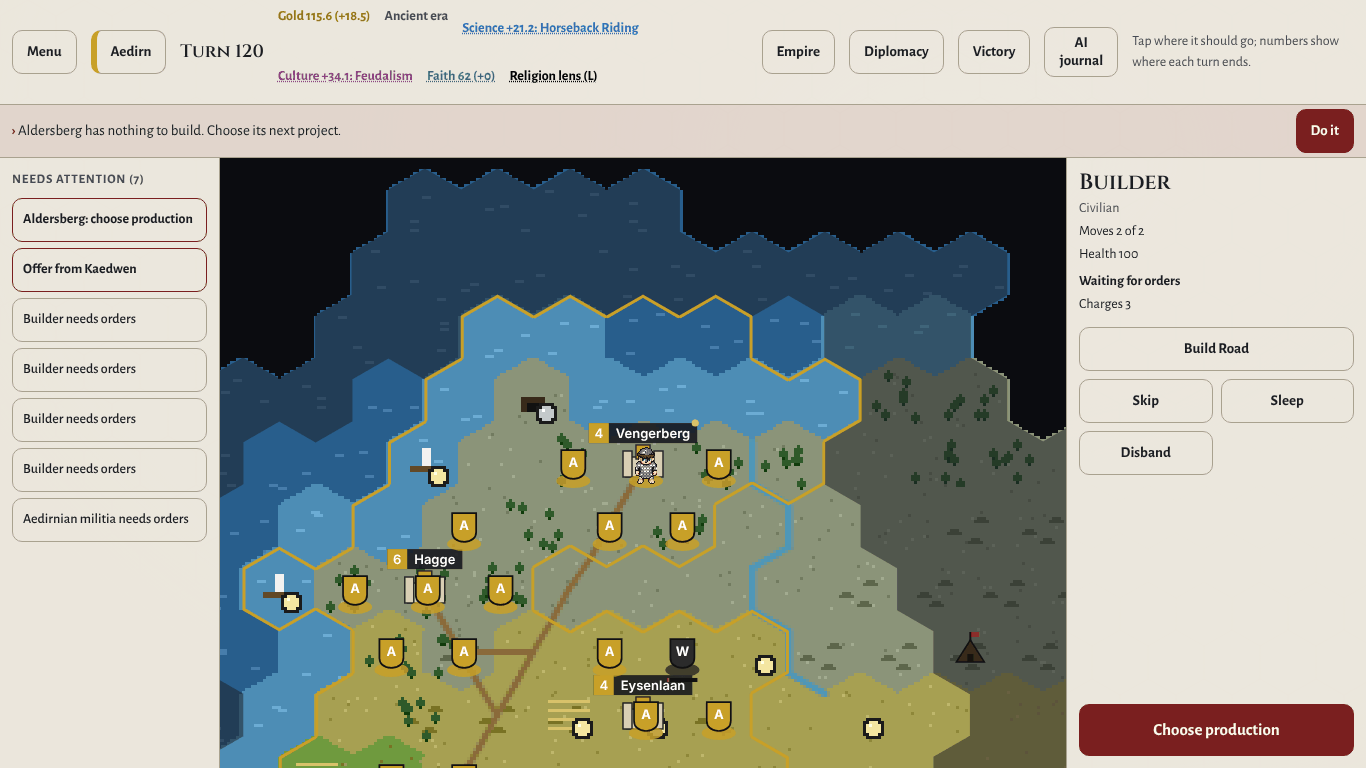 Menu
Aedirn
Turn 120
Gold 115.6 (+18.5)
Ancient era
Science +21.2: Horseback Riding
Culture +34.1: Feudalism
Faith 62 (+0)
Religion lens (L)
Empire
Diplomacy
Victory
AI journal
Tap where it should go; numbers show
where each turn ends.
› Aldersberg has nothing to build. Choose its next project.
Do it
NEEDS ATTENTION (7)
Aldersberg: choose production
Offer from Kaedwen
Builder needs orders
Builder needs orders
Builder needs orders
Builder needs orders
Aedirnian militia needs orders
4 Vengerberg
A
A
A
A
A
6 Hagge
A
A
A
A
A
A
W
4 Eysenlaan
A
A
Builder
Civilian
Moves 2 of 2
Health 100
Waiting for orders
Charges 3
Build Road
Skip
Sleep
Disband
Choose production